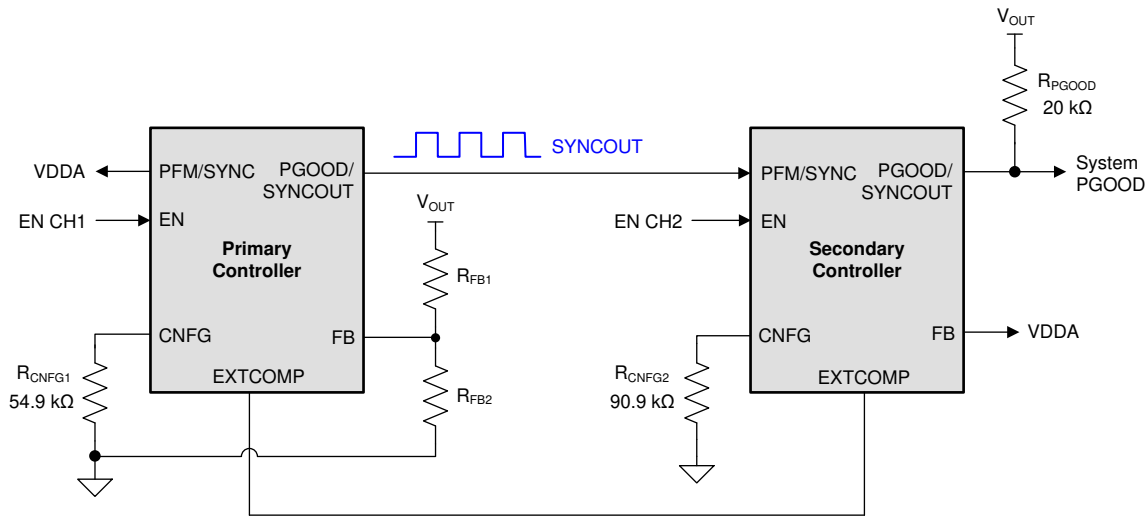 VOUT
RPGOOD
20 kΩ
System
PGOOD
SYNCOUT
VDDA
PFM/SYNC
PGOOD/
SYNCOUT
EN CH1
EN
Primary
Controller
CNFG
FB
EXTCOMP
RCNFG1
54.9 kΩ
VOUT
RFB1
RFB2
PFM/SYNC
PGOOD/
SYNCOUT
EN CH2
EN
Secondary
Controller
CNFG
FB
VDDA
EXTCOMP
RCNFG2
90.9 kΩ